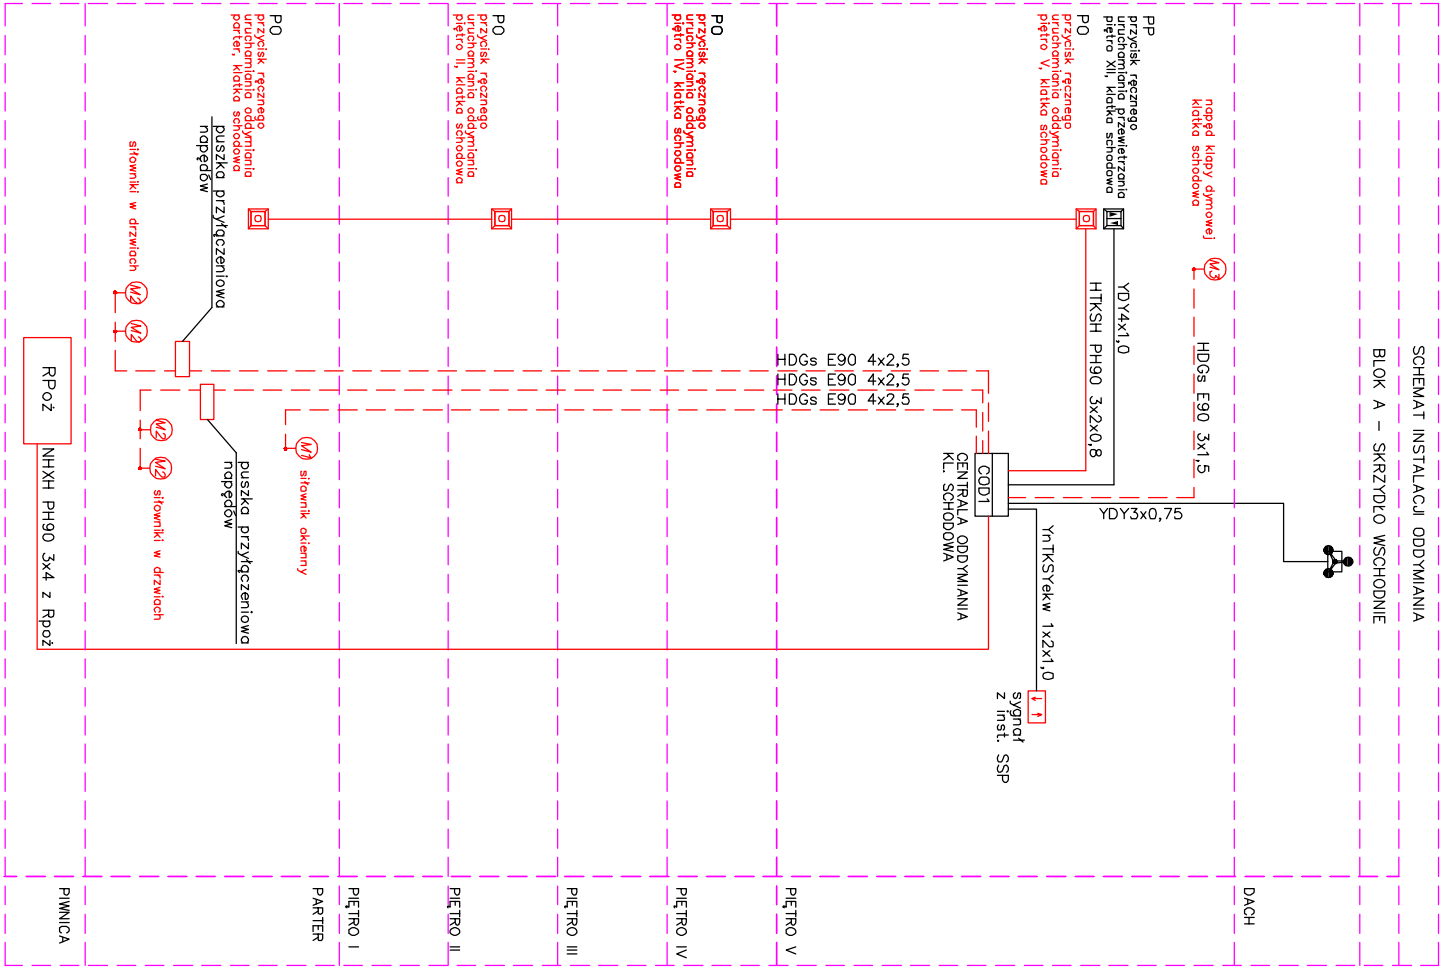 SCHEMAT INSTALACJI ODDYMIANIA
BLOK A – SKRZYDŁO WSCHODNIE
DACH
napęd klapy dymowej
klatka schodowa
M3
HDGs E90 3x1,5
YDY3x0,75
PP
przycisk ręcznego
uruchamiania przewietrzania
piętro XII, klatka schodowa
PO
przycisk ręcznego
uruchamiania oddymiania
piętro V, klatka schodowa
YDY4x1,0
HTKSH PH90 3x2x0,8
COD1
CENTRALA ODDYMIANIA
KL. SCHODOWA
YnTKSYekw 1x2x1,0
sygnał
z inst. SSP
PIĘTRO V
HDGs E90 4x2,5
HDGs E90 4x2,5
HDGs E90 4x2,5
PO
przycisk ręcznego
uruchamiania oddymiania
piętro IV, klatka schodowa
PIĘTRO IV
PIĘTRO III
PO
przycisk ręcznego
uruchamiania oddymiania
piętro II, klatka schodowa
PIĘTRO II
PIĘTRO I
PO
przycisk ręcznego
uruchamiania oddymiania
parter, klatka schodowa
puszka przyłączeniowa
napędów
M1
siłownik okienny
puszka przyłączeniowa
napędów
siłowniki w drzwiach
M2
M2
M2
M2
siłowniki w drzwiach
PARTER
RPoż
NHXH PH90 3x4 z Rpoż
PIWNICA